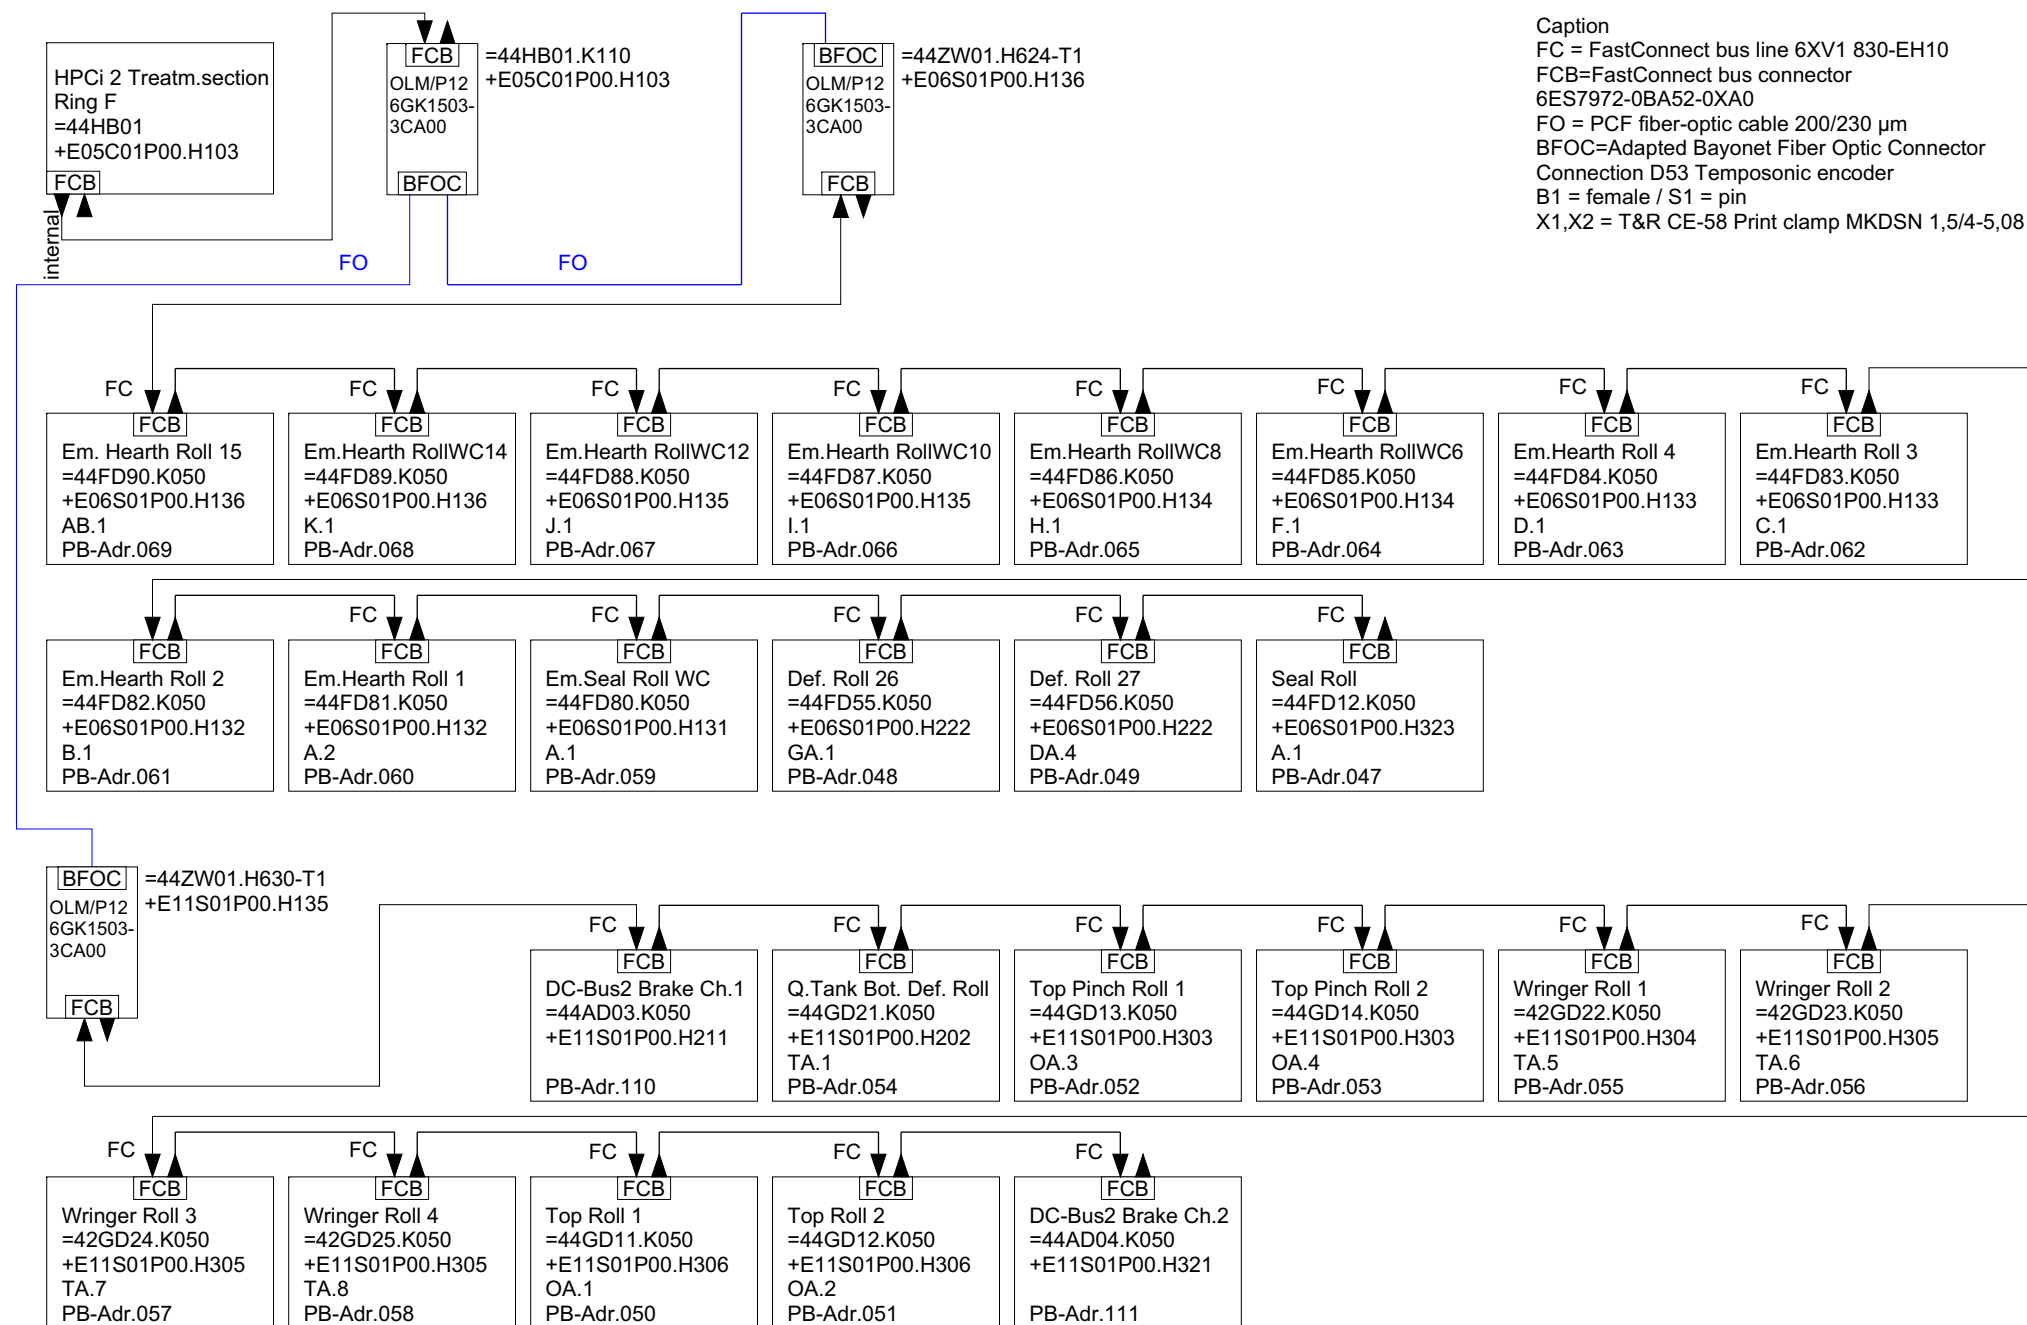 HPCi 2 Treatm.section
Ring F
=44HB01
+E05C01P00.H103
FCB
internal
FCB
OLM/P12
6GK1503-
3CA00
BFOC
=44HB01.K110
+E05C01P00.H103
BFOC
OLM/P12
6GK1503-
3CA00
FCB
=44ZW01.H624-T1
+E06S01P00.H136
Caption
FC = FastConnect bus line 6XV1 830-EH10
FCB=FastConnect bus connector
6ES7972-0BA52-0XA0
FO = PCF fiber-optic cable 200/230 µm
BFOC=Adapted Bayonet Fiber Optic Connector
Connection D53 Temposonic encoder
B1 = female / S1 = pin
X1,X2 = T&R CE-58 Print clamp MKDSN 1,5/4-5,08
FO
FO
FC
FCB
Em. Hearth Roll 15
=44FD90.K050
+E06S01P00.H136
AB.1
PB-Adr.069
FC
FCB
Em.Hearth RollWC14
=44FD89.K050
+E06S01P00.H136
K.1
PB-Adr.068
FC
FCB
Em.Hearth RollWC12
=44FD88.K050
+E06S01P00.H135
J.1
PB-Adr.067
FC
FCB
Em.Hearth RollWC10
=44FD87.K050
+E06S01P00.H135
I.1
PB-Adr.066
FC
FCB
Em.Hearth RollWC8
=44FD86.K050
+E06S01P00.H134
H.1
PB-Adr.065
FC
FCB
Em.Hearth RollWC6
=44FD85.K050
+E06S01P00.H134
F.1
PB-Adr.064
FC
FCB
Em.Hearth Roll 4
=44FD84.K050
+E06S01P00.H133
D.1
PB-Adr.063
FC
FCB
Em.Hearth Roll 3
=44FD83.K050
+E06S01P00.H133
C.1
PB-Adr.062
FCB
Em.Hearth Roll 2
=44FD82.K050
+E06S01P00.H132
B.1
PB-Adr.061
FC
FCB
Em.Hearth Roll 1
=44FD81.K050
+E06S01P00.H132
A.2
PB-Adr.060
FC
FCB
Em.Seal Roll WC
=44FD80.K050
+E06S01P00.H131
A.1
PB-Adr.059
FC
FCB
Def. Roll 26
=44FD55.K050
+E06S01P00.H222
GA.1
PB-Adr.048
FC
FCB
Def. Roll 27
=44FD56.K050
+E06S01P00.H222
DA.4
PB-Adr.049
FC
FCB
Seal Roll
=44FD12.K050
+E06S01P00.H323
A.1
PB-Adr.047
BFOC
OLM/P12
6GK1503-
3CA00
FCB
=44ZW01.H630-T1
+E11S01P00.H135
FC
FCB
DC-Bus2 Brake Ch.1
=44AD03.K050
+E11S01P00.H211
PB-Adr.110
FC
FCB
Q.Tank Bot. Def. Roll
=44GD21.K050
+E11S01P00.H202
TA.1
PB-Adr.054
FC
FCB
Top Pinch Roll 1
=44GD13.K050
+E11S01P00.H303
OA.3
PB-Adr.052
FC
FCB
Top Pinch Roll 2
=44GD14.K050
+E11S01P00.H303
OA.4
PB-Adr.053
FC
FCB
Wringer Roll 1
=42GD22.K050
+E11S01P00.H304
TA.5
PB-Adr.055
FC
FCB
Wringer Roll 2
=42GD23.K050
+E11S01P00.H305
TA.6
PB-Adr.056
FC
FCB
Wringer Roll 3
=42GD24.K050
+E11S01P00.H305
TA.7
PB-Adr.057
FC
FCB
Wringer Roll 4
=42GD25.K050
+E11S01P00.H305
TA.8
PB-Adr.058
FC
FCB
Top Roll 1
=44GD11.K050
+E11S01P00.H306
OA.1
PB-Adr.050
FC
FCB
Top Roll 2
=44GD12.K050
+E11S01P00.H306
OA.2
PB-Adr.051
FC
FCB
DC-Bus2 Brake Ch.2
=44AD04.K050
+E11S01P00.H321
PB-Adr.111